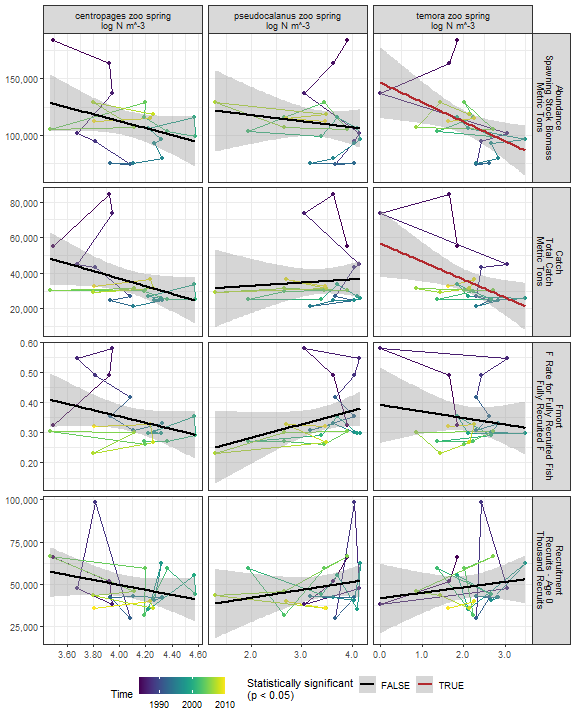 centropages zoo spring
log N m^-3
pseudocalanus zoo spring
log N m^-3
temora zoo spring
log N m^-3
150,000
100,000
Abundance
Spawning Stock Biomass
Metric Tons
80,000
60,000
40,000
20,000
Catch
Total Catch
Metric Tons
0.60
0.50
0.40
0.30
0.20
Fmort
F Rate for Fully Recruited Fish
Fully Recruited F
100,000
75,000
50,000
25,000
Recruitment
Recruits - Age 0
Thousand Recruits
3.60
3.80
4.00
4.20
4.40
4.60
2.0
3.0
4.0
0.0
1.0
2.0
3.0
Time
1990
2000
2010
Statistically significant
(p < 0.05)
FALSE
TRUE